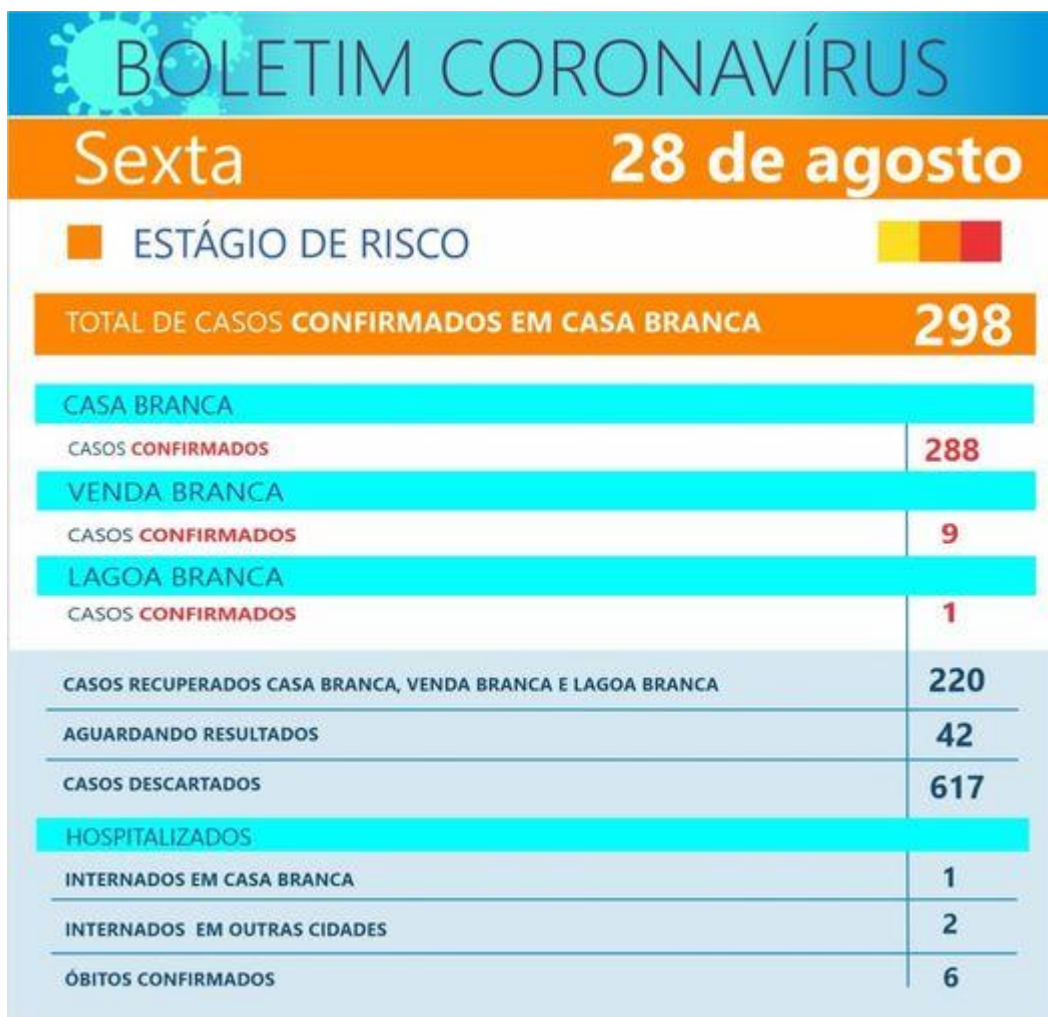 BOLETIM CORONAVÍRUS
Sexta 28 de agosto
ESTÁGIO DE RISCO
TOTAL DE CASOS CONFIRMADOS EM CASA BRANCA 298
CASA BRANCA
CASOS CONFIRMADOS 288
VENDA BRANCA
CASOS CONFIRMADOS 9
LAGOA BRANCA
CASOS CONFIRMADOS 1
CASOS RECUPERADOS CASA BRANCA, VENDA BRANCA E LAGOA BRANCA 220
AGUARDANDO RESULTADOS 42
CASOS DESCARTADOS 617
HOSPITALIZADOS
INTERNADOS EM CASA BRANCA 1
INTERNADOS EM OUTRAS CIDADES 2
ÓBITOS CONFIRMADOS 6